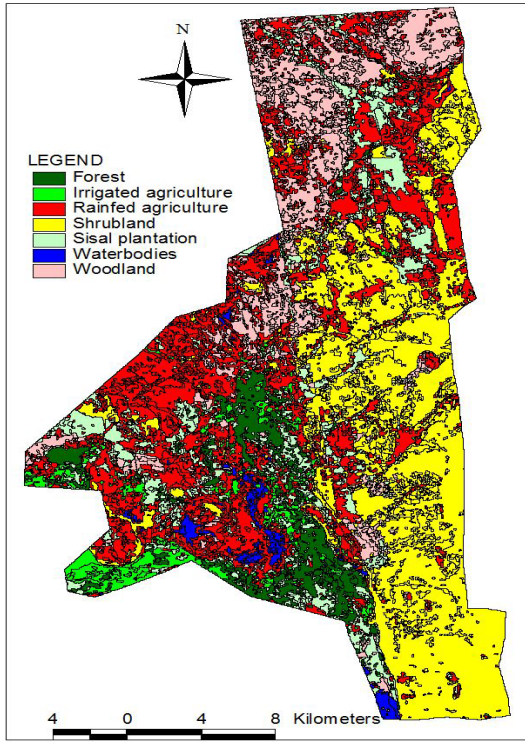 N
LEGEND
Forest
Irrigated agriculture
Rainfed agriculture
Shrubland
Sisal plantation
Waterbodies
Woodland
4 0 4 8 Kilometers